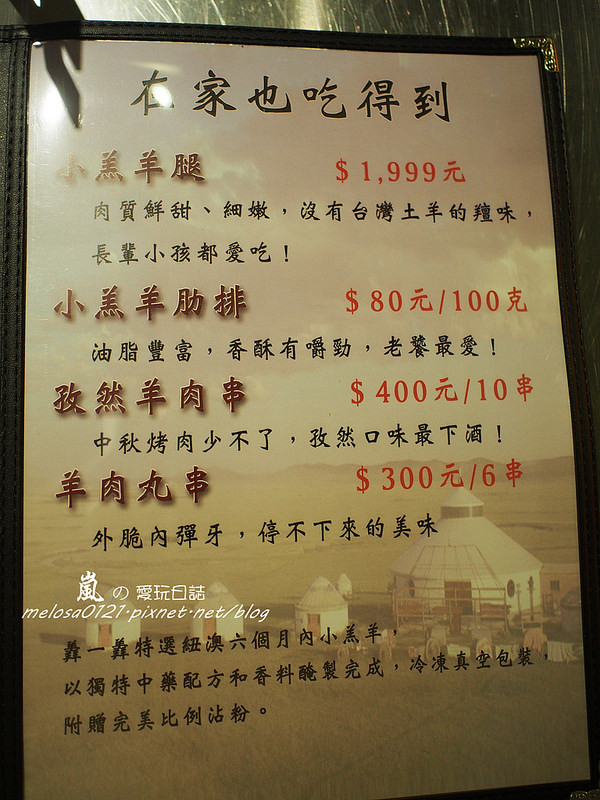 在家也吃得到
小羔羊腿 $1,999元
肉質鮮甜、細嫩，沒有台灣土羊的羶味，
長輩小孩都愛吃！
小羔羊肋排 $80元/100克
油脂豐富，香酥有嚼勁，老饕最愛！
孜然羊肉串 $400元/10串
中秋烤肉少不了，孜然口味最下酒！
羊肉丸串 $300元/6串
外脆內彈牙，停不下來的美味
嵐の愛玩日誌
melosa0121.pixnet.net/blog
羴一羴特選紐澳六個月內小羔羊，
以獨特中藥配方和香料醃製完成，冷凍真空包裝，
附贈完美比例沾粉。